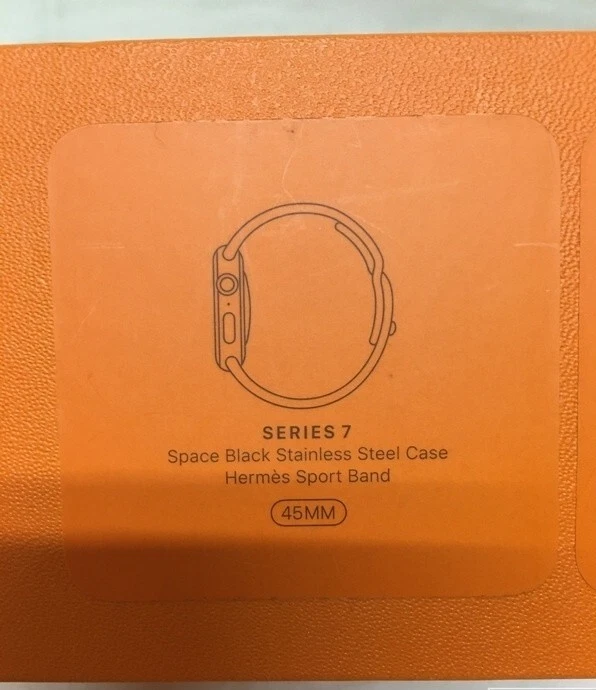 SERIES 7
Space Black Stainless Steel Case
Hermès Sport Band
45MM